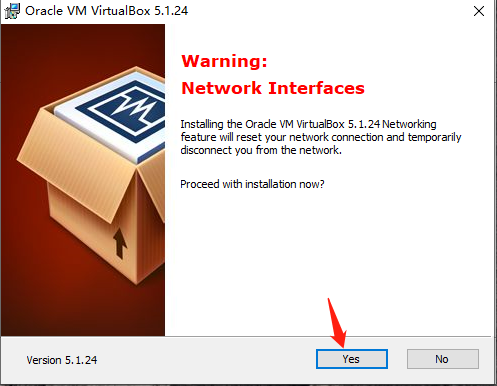 Oracle VM VirtualBox 5.1.24
Warning:
Network Interfaces
Installing the Oracle VM VirtualBox 5.1.24 Networking
feature will reset your network connection and temporarily
disconnect you from the network.
Proceed with installation now?
Version 5.1.24
Yes
No